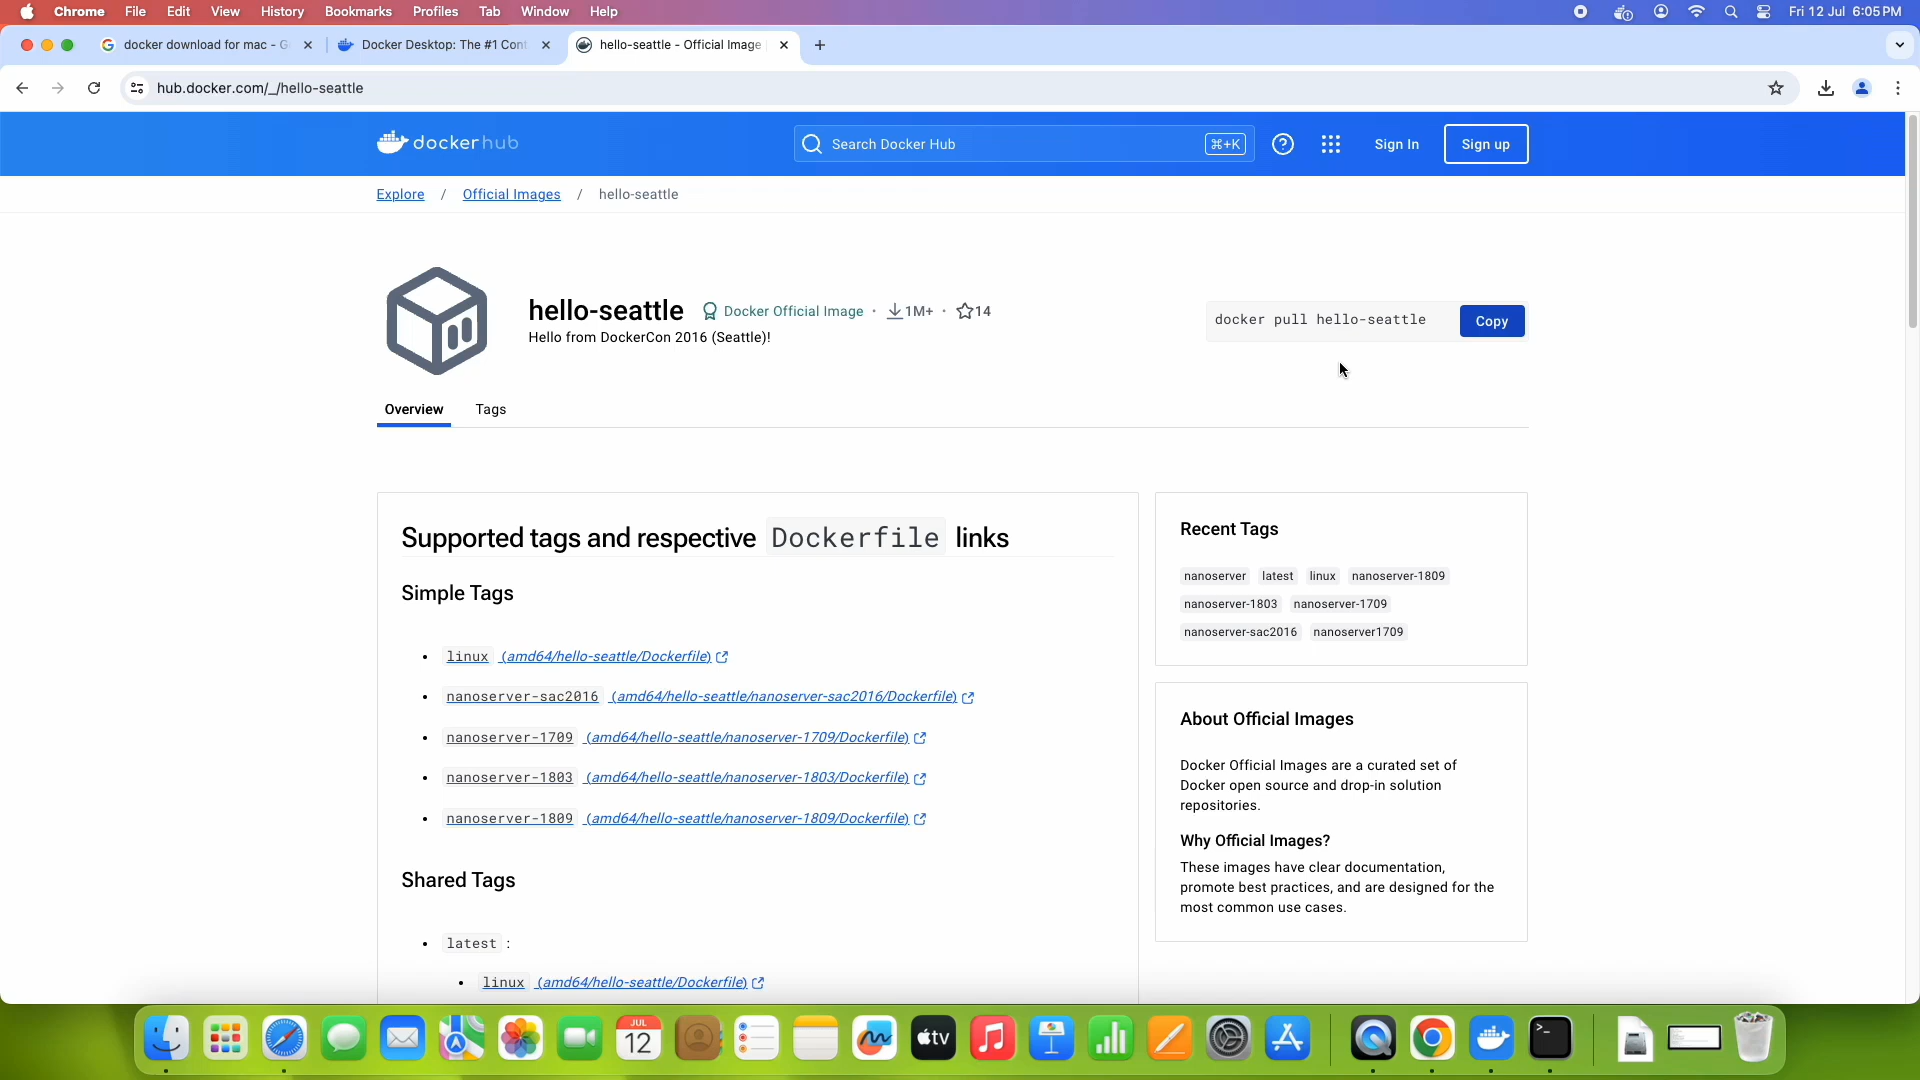 Chrome File Edit View History Bookmarks Profiles Tab Window Help Fri 12 Jul 6:05 PM
docker download for mac - G Docker Desktop: The #1 Cont hello-seattle - Official Image
hub.docker.com/_/hello-seattle
dockerhub Search Docker Hub ⌘+K Sign In Sign up
Explore / Official Images / hello-seattle
hello-seattle Docker Official Image · 1M+ · 14
Hello from DockerCon 2016 (Seattle)!
docker pull hello-seattle Copy
Overview Tags
Supported tags and respective Dockerfile links
Simple Tags
• linux (amd64/hello-seattle/Dockerfile)
• nanoserver-sac2016 (amd64/hello-seattle/nanoserver-sac2016/Dockerfile)
• nanoserver-1709 (amd64/hello-seattle/nanoserver-1709/Dockerfile)
• nanoserver-1803 (amd64/hello-seattle/nanoserver-1803/Dockerfile)
• nanoserver-1809 (amd64/hello-seattle/nanoserver-1809/Dockerfile)
Shared Tags
• latest :
• linux (amd64/hello-seattle/Dockerfile)
Recent Tags
nanoserver latest linux nanoserver-1809
nanoserver-1803 nanoserver-1709
nanoserver-sac2016 nanoserver1709
About Official Images
Docker Official Images are a curated set of
Docker open source and drop-in solution
repositories.
Why Official Images?
These images have clear documentation,
promote best practices, and are designed for the
most common use cases.
JUL
12
tv